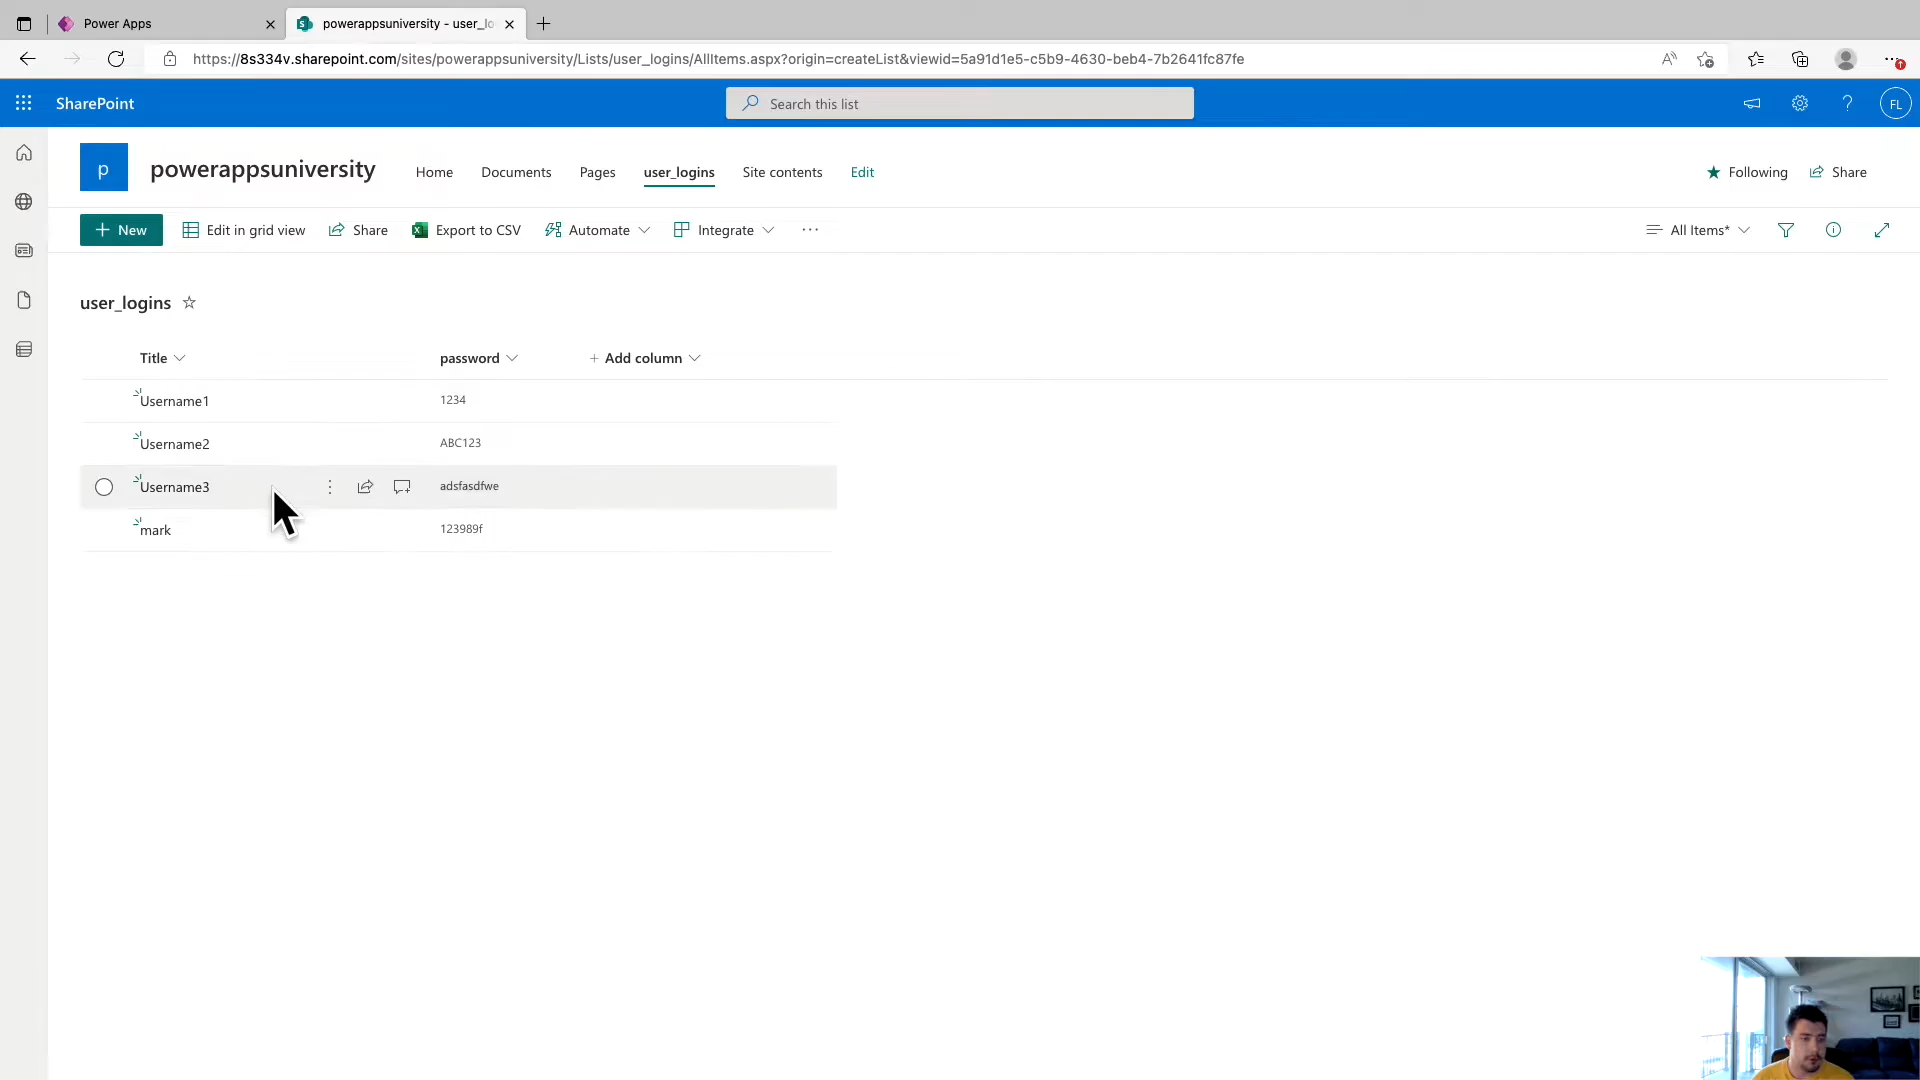 Power Apps
powerappsuniversity - user_lo
https://8s334v.sharepoint.com/sites/powerappsuniversity/Lists/user_logins/AllItems.aspx?origin=createList&viewid=5a91d1e5-c5b9-4630-beb4-7b2641fc87fe
SharePoint
Search this list
FL
p
powerappsuniversity
Home
Documents
Pages
user_logins
Site contents
Edit
Following
Share
New
Edit in grid view
Share
Export to CSV
Automate
Integrate
All Items*
user_logins
Title
password
Add column
Username1
1234
Username2
ABC123
Username3
adsfasdfwe
mark
123989f